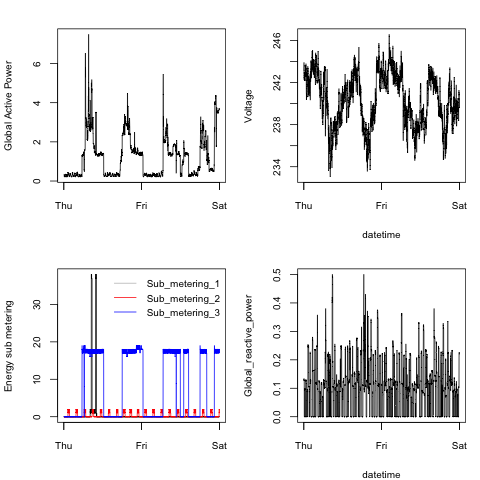 Global Active Power
0
2
4
6
Thu
Fri
Sat
Voltage
234
238
242
246
Thu
Fri
Sat
datetime
Energy sub metering
0
10
20
30
Thu
Fri
Sat
Sub_metering_1
Sub_metering_2
Sub_metering_3
Global_reactive_power
0.0
0.1
0.2
0.3
0.4
0.5
Thu
Fri
Sat
datetime